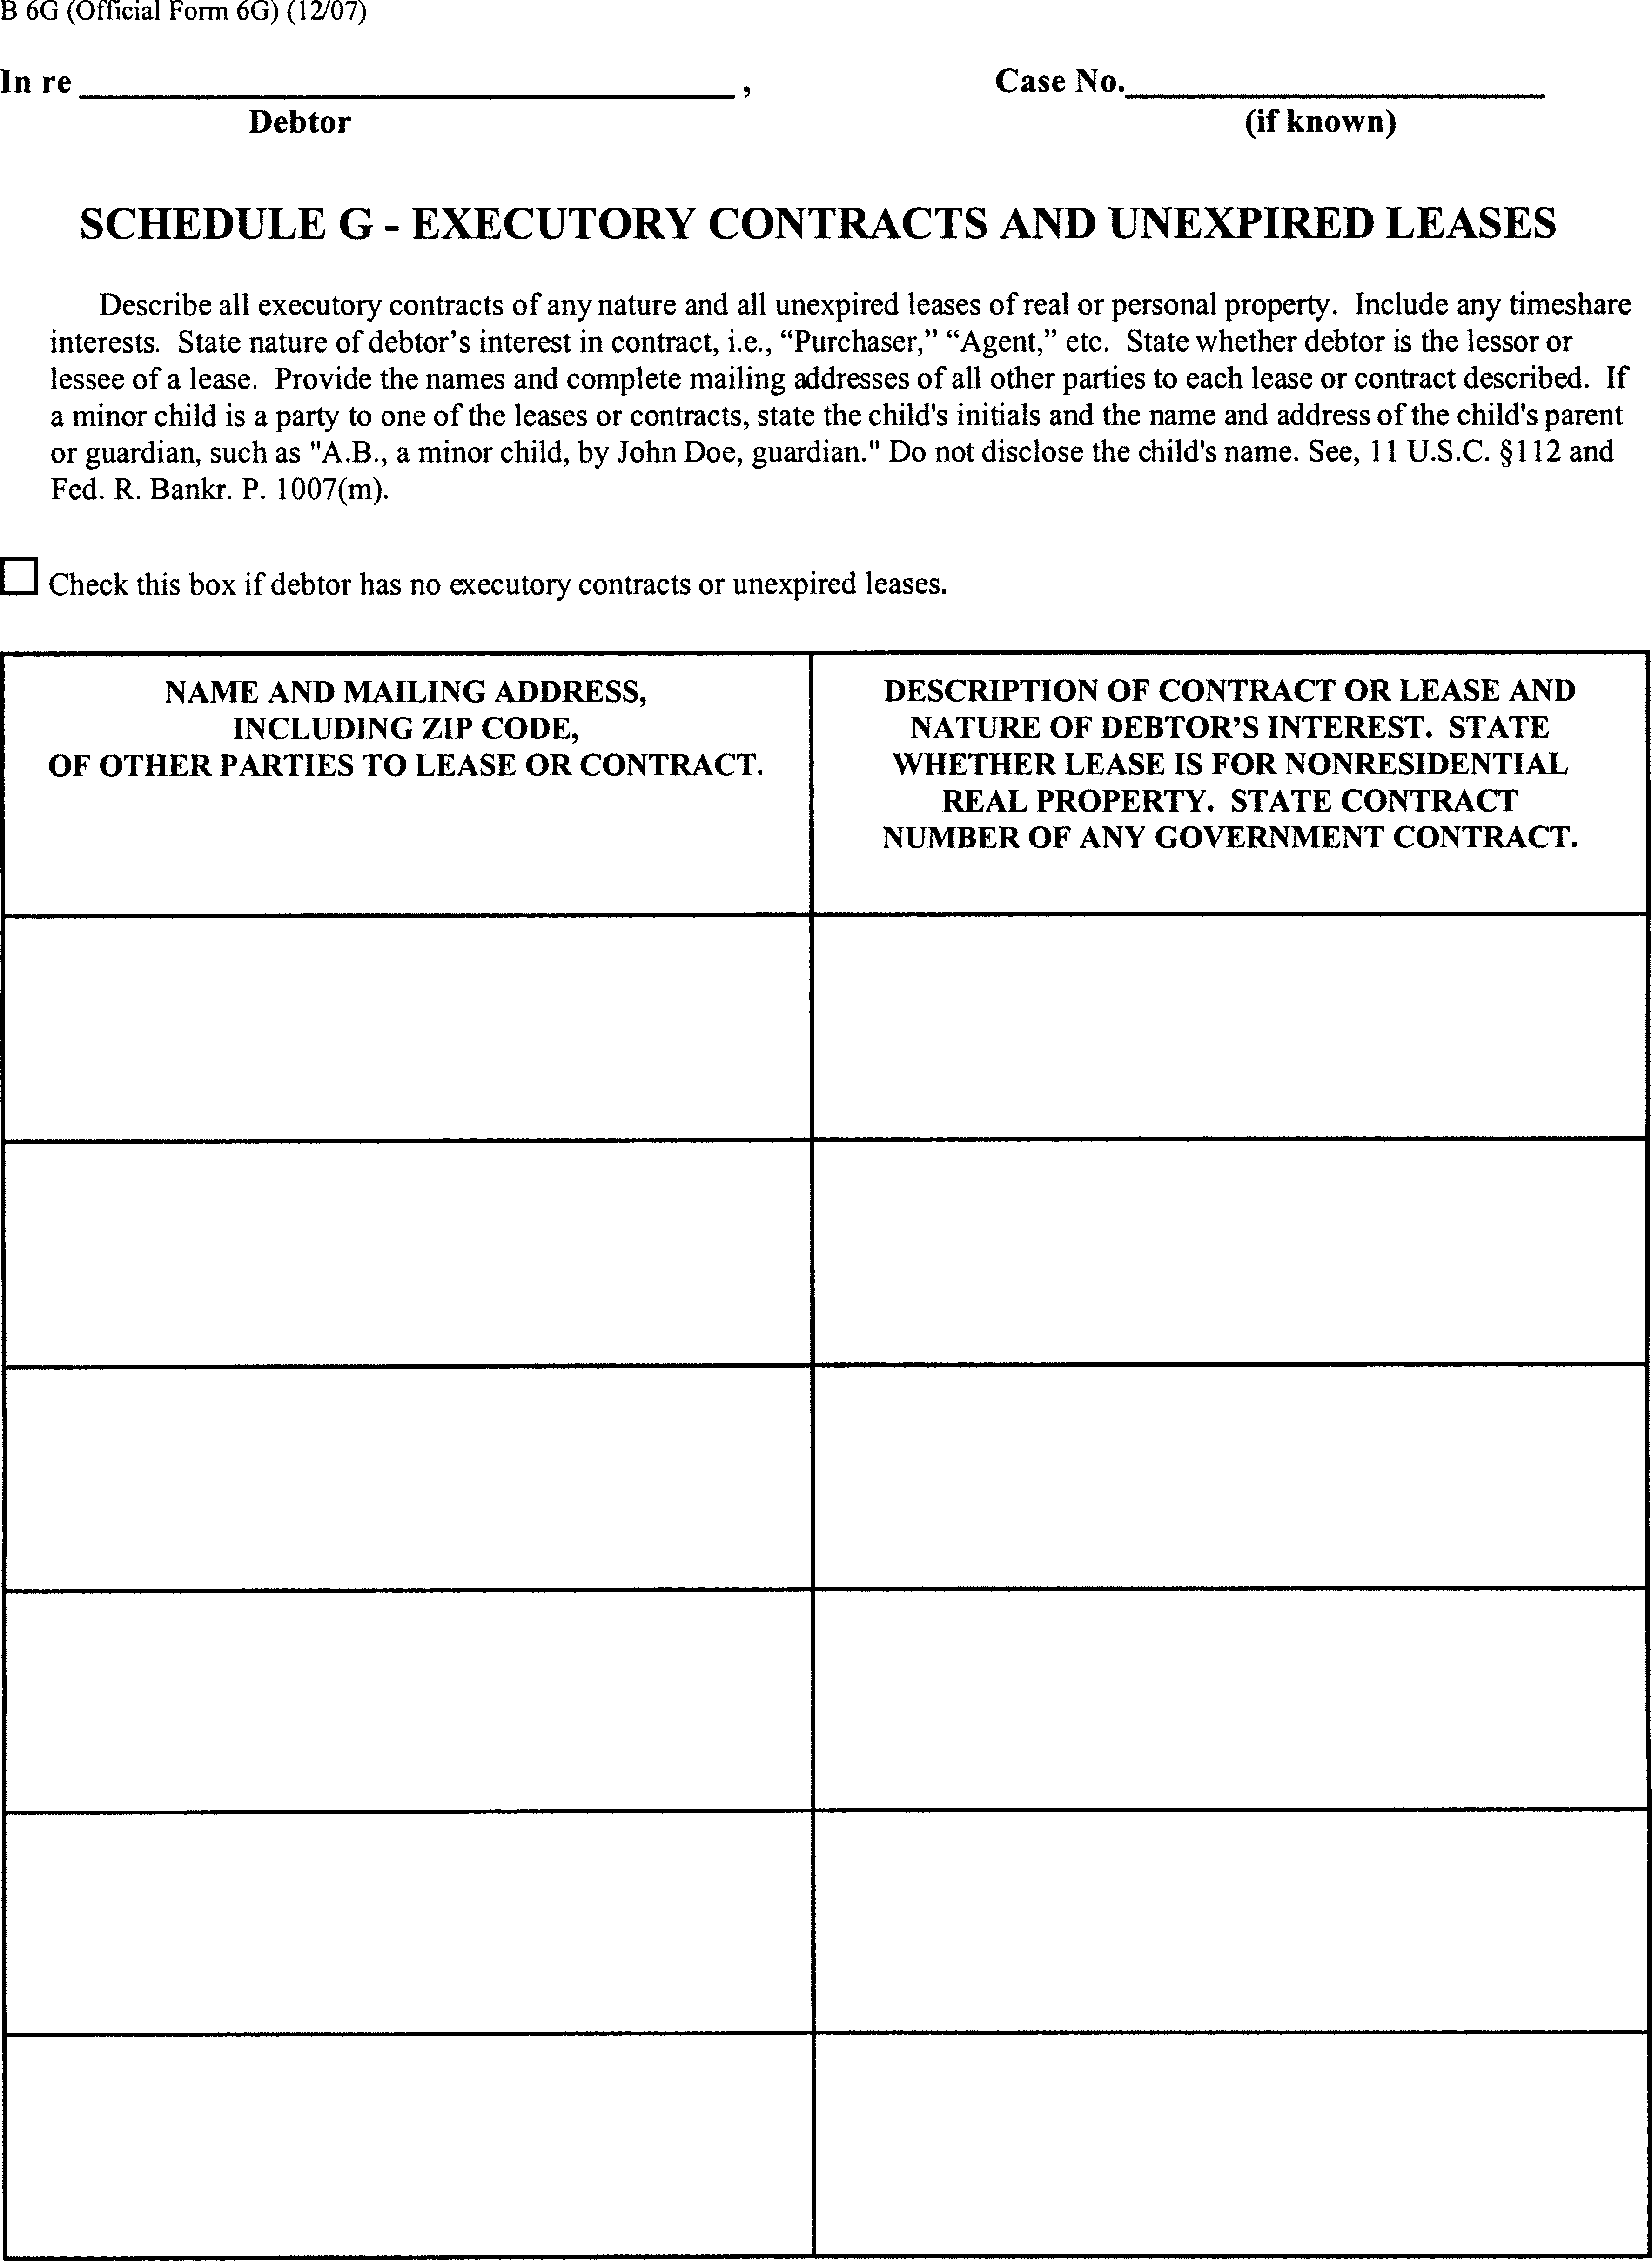 B 6G (Official Form 6G) (12/07)
In re , Case No.
Debtor (if known)
SCHEDULE G - EXECUTORY CONTRACTS AND UNEXPIRED LEASES
Describe all executory contracts of any nature and all unexpired leases of real or personal property. Include any timeshare
interests. State nature of debtor’s interest in contract, i.e., “Purchaser,” “Agent,” etc. State whether debtor is the lessor or
lessee of a lease. Provide the names and complete mailing addresses of all other parties to each lease or contract described. If
a minor child is a party to one of the leases or contracts, state the child's initials and the name and address of the child's parent
or guardian, such as "A.B., a minor child, by John Doe, guardian." Do not disclose the child's name. See, 11 U.S.C. §112 and
Fed. R. Bankr. P. 1007(m).
Check this box if debtor has no executory contracts or unexpired leases.
NAME AND MAILING ADDRESS,
INCLUDING ZIP CODE,
OF OTHER PARTIES TO LEASE OR CONTRACT.
DESCRIPTION OF CONTRACT OR LEASE AND
NATURE OF DEBTOR’S INTEREST. STATE
WHETHER LEASE IS FOR NONRESIDENTIAL
REAL PROPERTY. STATE CONTRACT
NUMBER OF ANY GOVERNMENT CONTRACT.